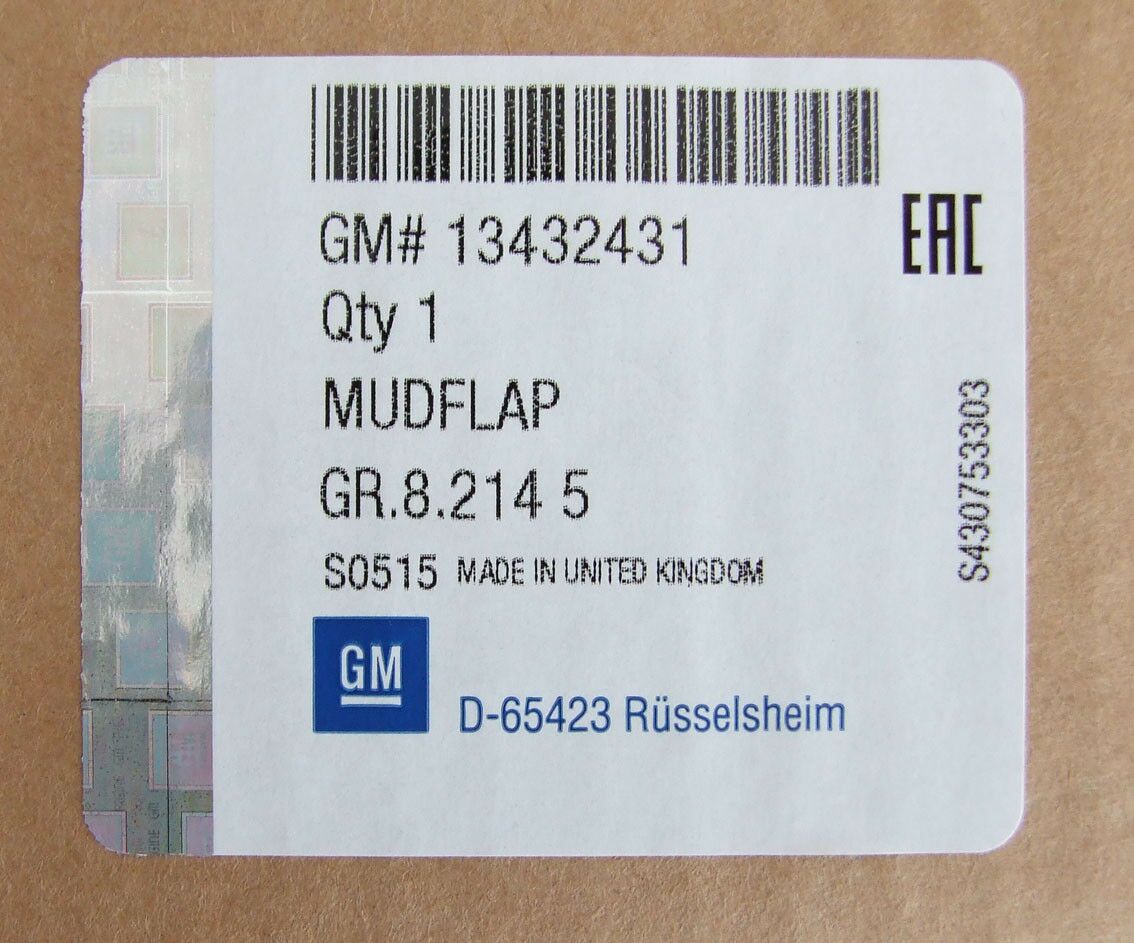 GM# 13432431
EAC
Qty 1
MUDFLAP
GR.8.214 5
S0515 MADE IN UNITED KINGDOM
S430753303
GM
D-65423 Rüsselsheim